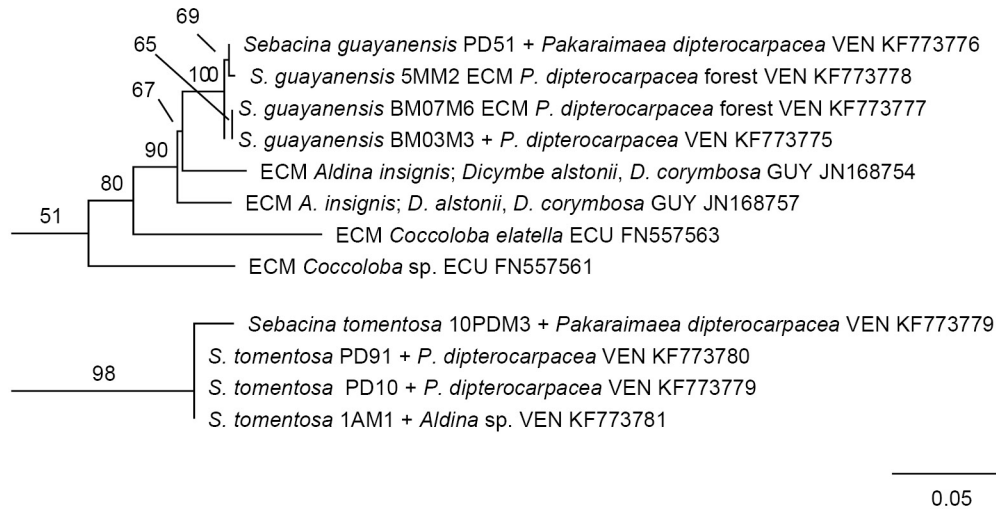 69
Sebacina guayanensis PD51 + Pakaraimaea dipterocarpacea VEN KF773776
65
100
S. guayanensis 5MM2 ECM P. dipterocarpacea forest VEN KF773778
67
S. guayanensis BM07M6 ECM P. dipterocarpacea forest VEN KF773777
S. guayanensis BM03M3 + P. dipterocarpacea VEN KF773775
90
ECM Aldina insignis; Dicymbe alstonii, D. corymbosa GUY JN168754
80
ECM A. insignis; D. alstonii, D. corymbosa GUY JN168757
51
ECM Coccoloba elatella ECU FN557563
ECM Coccoloba sp. ECU FN557561
Sebacina tomentosa 10PDM3 + Pakaraimaea dipterocarpacea VEN KF773779
S. tomentosa PD91 + P. dipterocarpacea VEN KF773780
98
S. tomentosa PD10 + P. dipterocarpacea VEN KF773779
S. tomentosa 1AM1 + Aldina sp. VEN KF773781
0.05